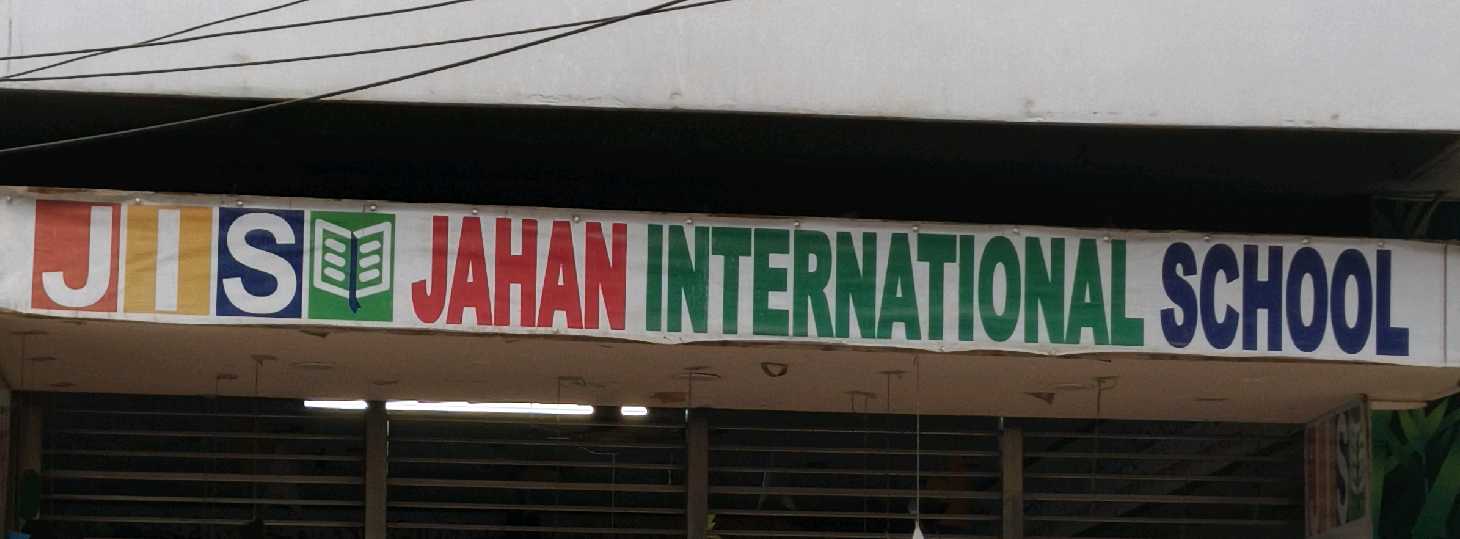 JIS JAHAN INTERNATIONAL SCHOOL